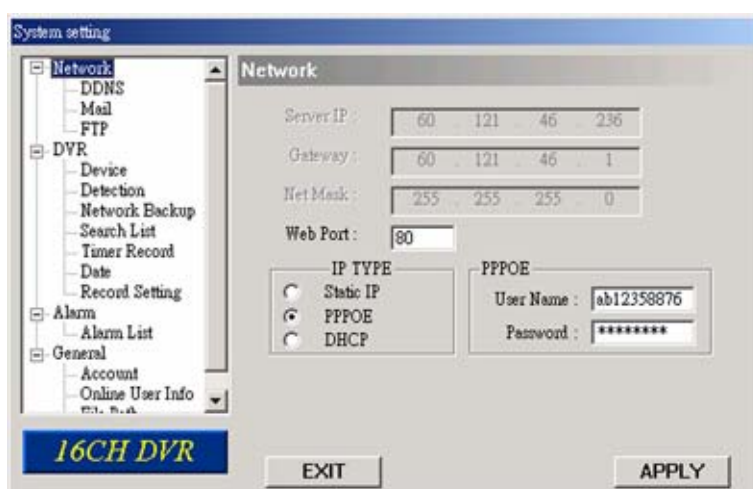 System setting
Network
DDNS
Mail
FTP
DVR
Device
Detection
Network Backup
Search List
Timer Record
Date
Record Setting
Alarm
Alarm List
General
Account
Online User Info
File Path
16CH DVR
Network
Server IP : 60 . 121 . 46 . 236
Gateway : 60 . 121 . 46 . 1
Net Mask : 255 . 255 . 255 . 0
Web Port : 80
IP TYPE
Static IP
PPPOE
DHCP
PPPOE
User Name : ab12358876
Password : ********
EXIT
APPLY